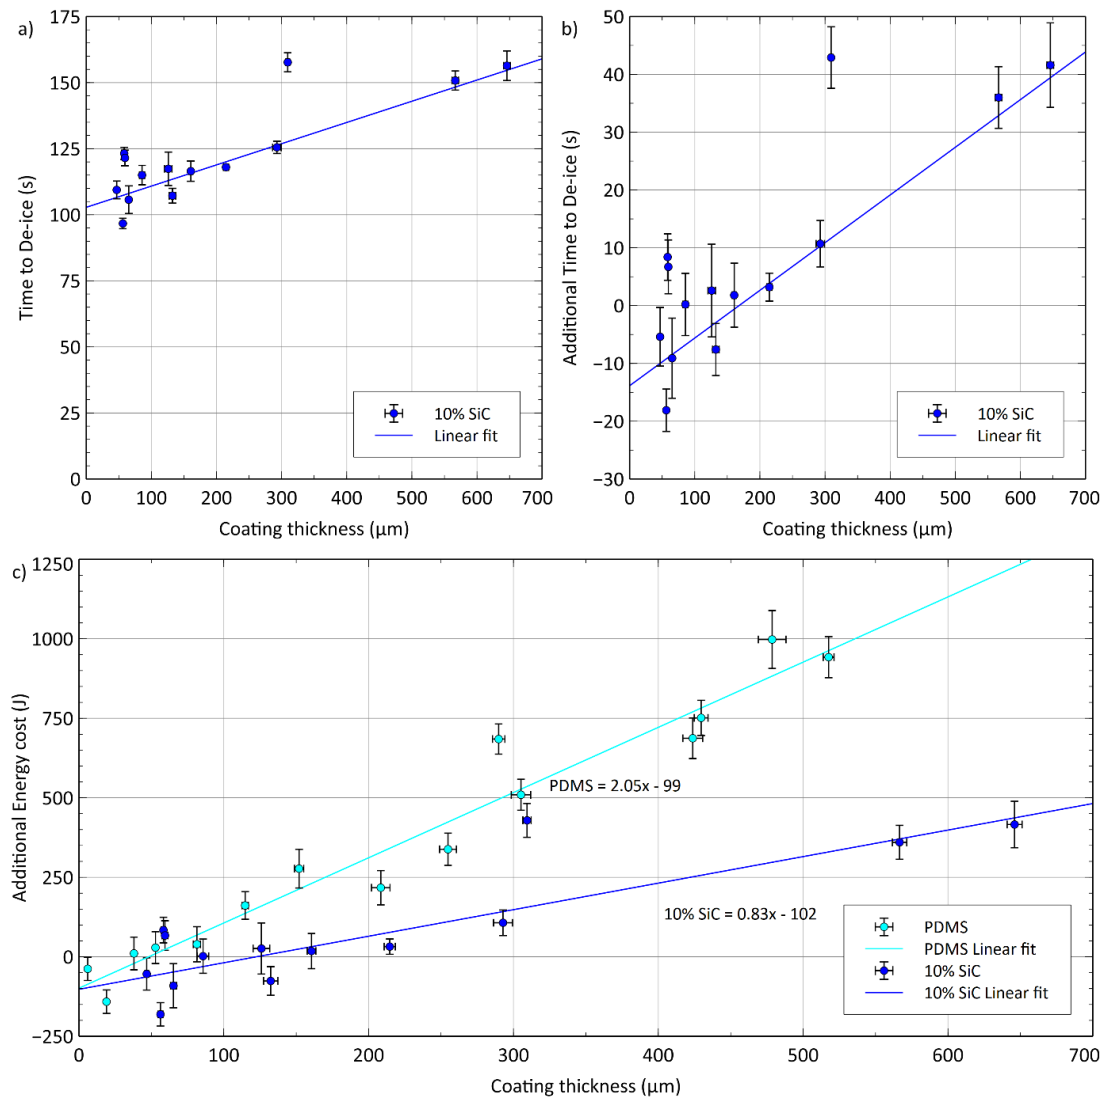 a)
175
150
125
100
75
50
25
0
Time to De-ice (s)
0 100 200 300 400 500 600 700
Coating thickness (µm)
10% SiC
Linear fit
b)
50
40
30
20
10
0
−10
−20
−30
Additional Time to De-ice (s)
0 100 200 300 400 500 600 700
Coating thickness (µm)
10% SiC
Linear fit
c)
1250
1000
750
500
250
0
−250
Additional Energy cost (J)
PDMS = 2.05x - 99
10% SiC = 0.83x - 102
PDMS
PDMS Linear fit
10% SiC
10% SiC Linear fit
0 100 200 300 400 500 600 700
Coating thickness (µm)